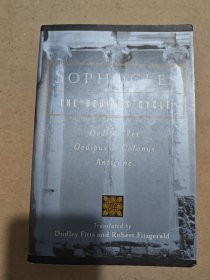 SOPHOCLES
THE OEDIPUS CYCLE
Oedipus Rex
Oedipus at Colonus
Antigone
Translated by
Dudley Fitts and Robert Fitzgerald